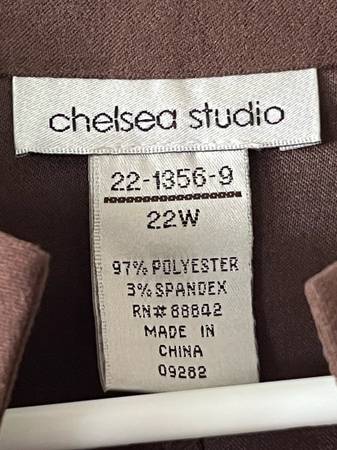 chelsea studio
22-1356-9
22W
97% POLYESTER
3% SPANDEX
RN# 88842
MADE IN
CHINA
09282